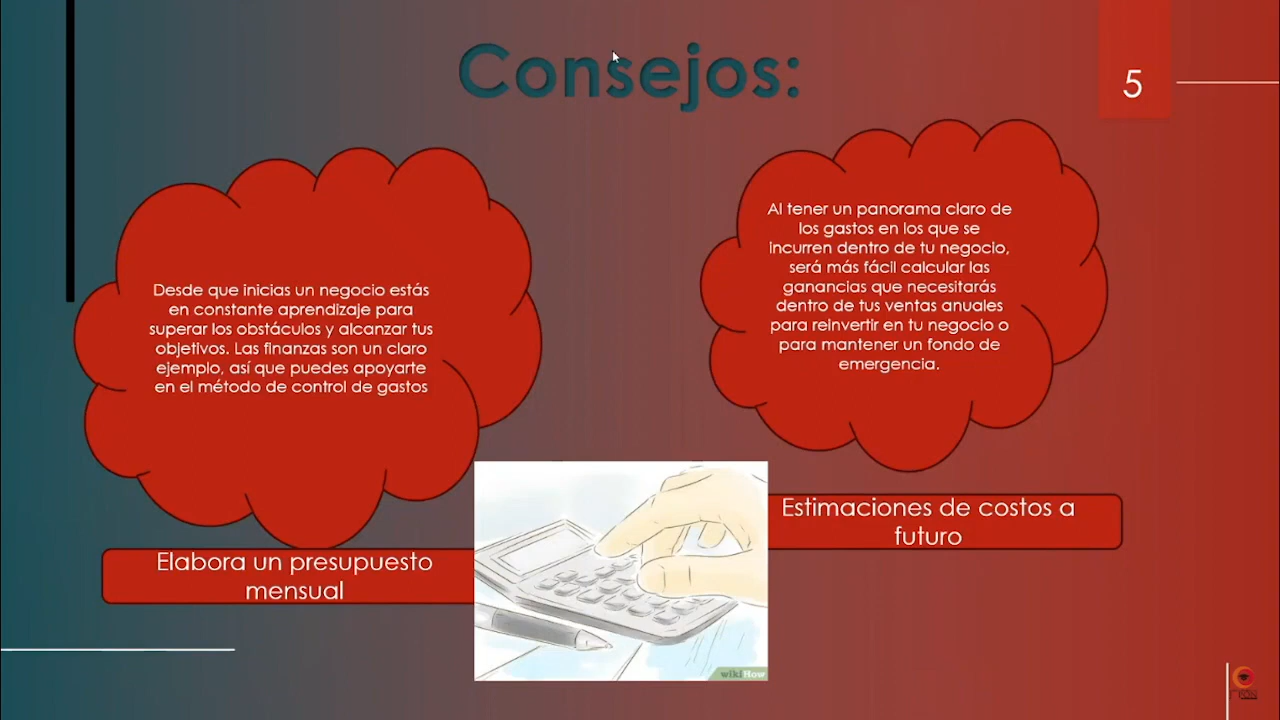 Consejos:
5
Desde que inicias un negocio estás
en constante aprendizaje para
superar los obstáculos y alcanzar tus
objetivos. Las finanzas son un claro
ejemplo, así que puedes apoyarte
en el método de control de gastos
Elabora un presupuesto
mensual
Al tener un panorama claro de
los gastos en los que se
incurren dentro de tu negocio,
será más fácil calcular las
ganancias que necesitarás
dentro de tus ventas anuales
para reinvertir en tu negocio o
para mantener un fondo de
emergencia.
Estimaciones de costos a
futuro
wikiHow